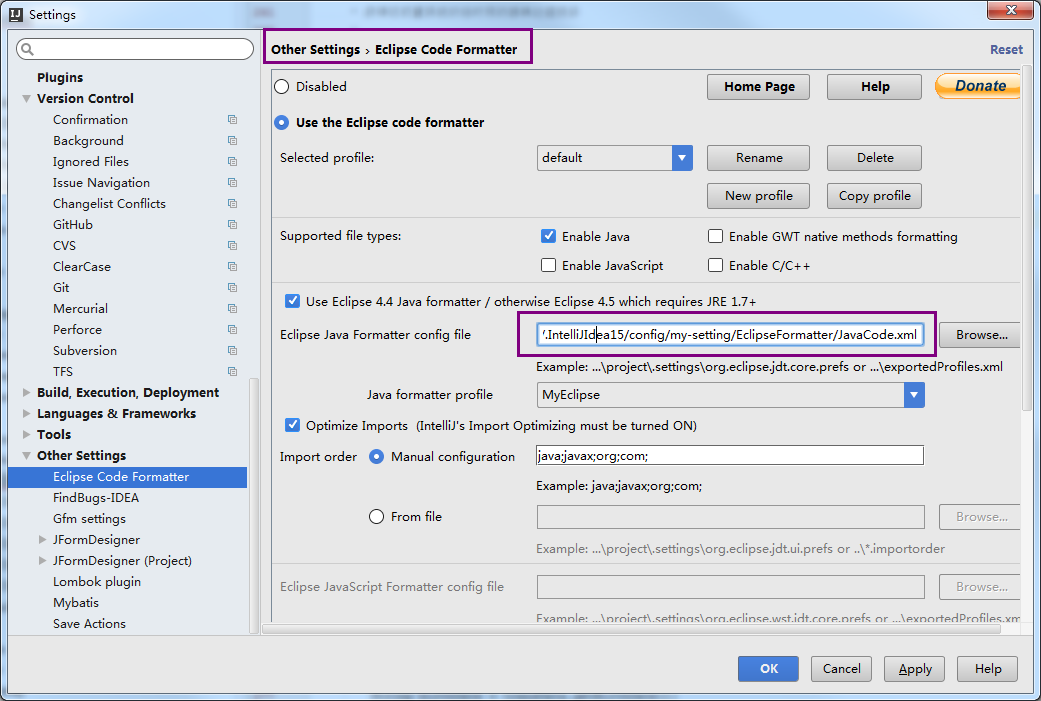 Settings
Other Settings › Eclipse Code Formatter
Reset
Plugins
Version Control
Confirmation
Background
Ignored Files
Issue Navigation
Changelist Conflicts
GitHub
CVS
ClearCase
Git
Mercurial
Perforce
Subversion
TFS
Build, Execution, Deployment
Languages & Frameworks
Tools
Other Settings
Eclipse Code Formatter
FindBugs-IDEA
Gfm settings
JFormDesigner
JFormDesigner (Project)
Lombok plugin
Mybatis
Save Actions
Disabled
Home Page
Help
Donate
Use the Eclipse code formatter
Selected profile:
default
Rename
Delete
New profile
Copy profile
Supported file types:
Enable Java
Enable GWT native methods formatting
Enable JavaScript
Enable C/C++
Use Eclipse 4.4 Java formatter / otherwise Eclipse 4.5 which requires JRE 1.7+
Eclipse Java Formatter config file
/.IntelliJIdea15/config/my-setting/EclipseFormatter/JavaCode.xml
Browse...
Example: ...\project\.settings\org.eclipse.jdt.core.prefs or ...\exportedProfiles.xml
Java formatter profile
MyEclipse
Optimize Imports (IntelliJ's Import Optimizing must be turned ON)
Import order
Manual configuration
java;javax;org;com;
Example: java;javax;org;com;
From file
Browse...
Example: ...\project\.settings\org.eclipse.jdt.ui.prefs or ..\*.importorder
Eclipse JavaScript Formatter config file
Browse...
Example: ...\project\.settings\org.eclipse.wst.jdt.core.prefs or ...\exportedProfiles.xm
OK
Cancel
Apply
Help